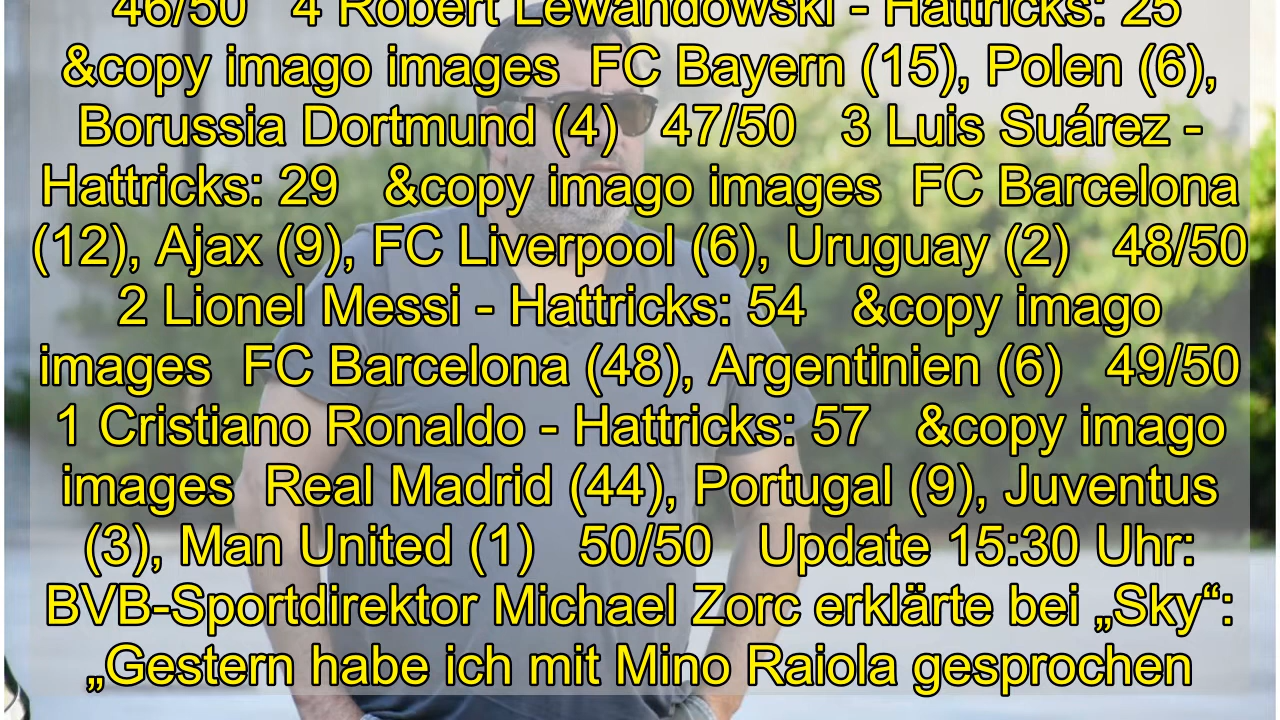 46/50 4 Robert Lewandowski - Hattricks: 25
&copy imago images FC Bayern (15), Polen (6),
Borussia Dortmund (4) 47/50 3 Luis Suárez -
Hattricks: 29 &copy imago images FC Barcelona
(12), Ajax (9), FC Liverpool (6), Uruguay (2) 48/50
2 Lionel Messi - Hattricks: 54 &copy imago
images FC Barcelona (48), Argentinien (6) 49/50
1 Cristiano Ronaldo - Hattricks: 57 &copy imago
images Real Madrid (44), Portugal (9), Juventus
(3), Man United (1) 50/50 Update 15:30 Uhr:
BVB-Sportdirektor Michael Zorc erklärte bei „Sky“:
„Gestern habe ich mit Mino Raiola gesprochen